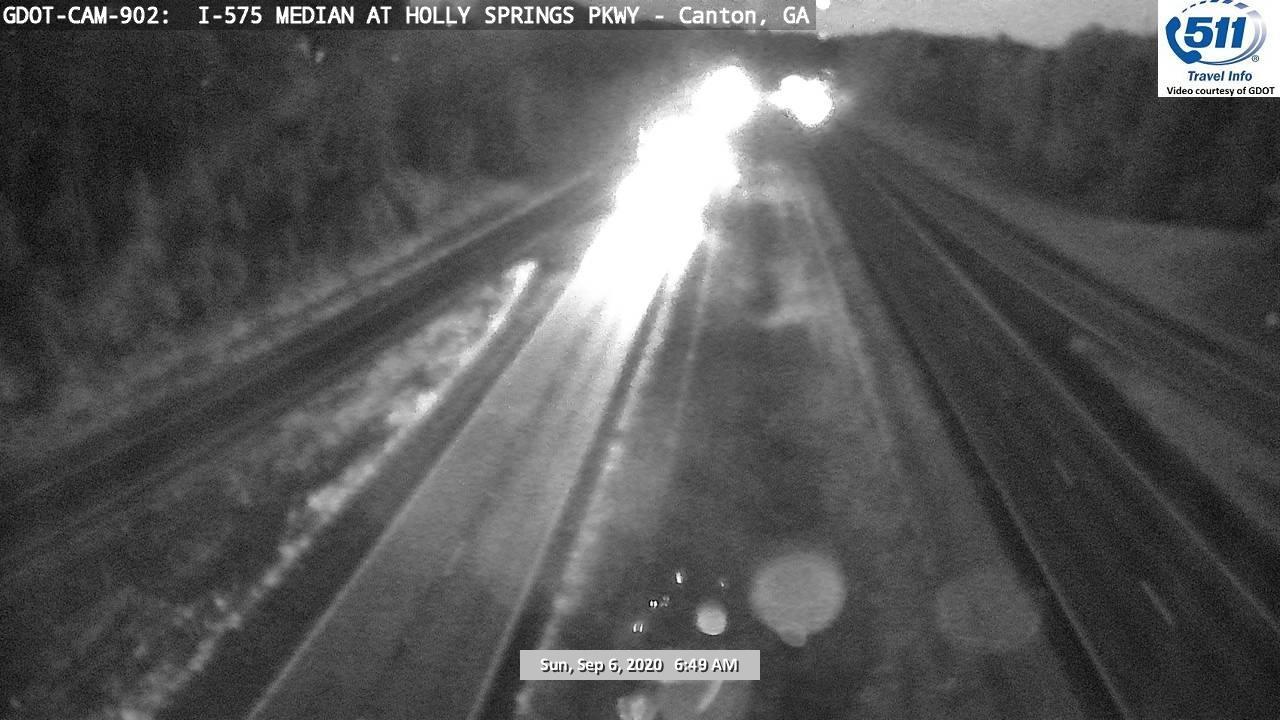 GDOT-CAM-902: I-575 MEDIAN AT HOLLY SPRINGS PKWY - Canton, GA
511
Travel Info
Video courtesy of GDOT
Sun, Sep 6, 2020 6:49 AM